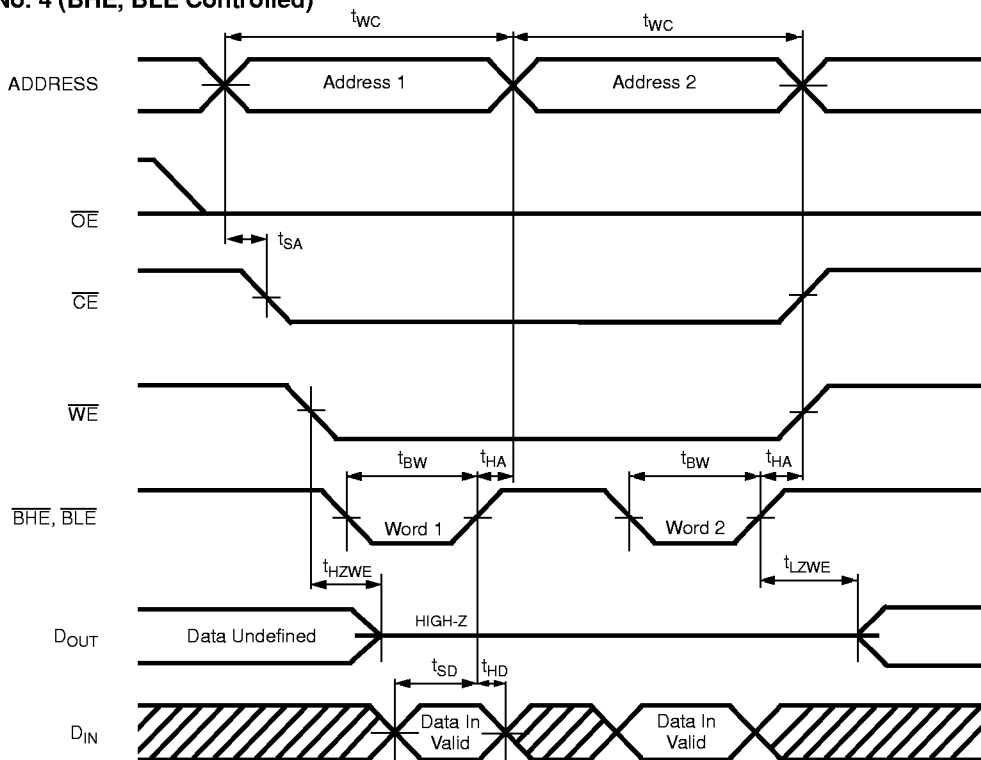 No. 4 (BHE, BLE Controlled)
tWC
tWC
ADDRESS
Address 1
Address 2
OE
tSA
CE
WE
tBW
tHA
tBW
tHA
BHE, BLE
Word 1
Word 2
tHZWE
tLZWE
DOUT
Data Undefined
HIGH-Z
tSD
tHD
DIN
Data In
Valid
Data In
Valid